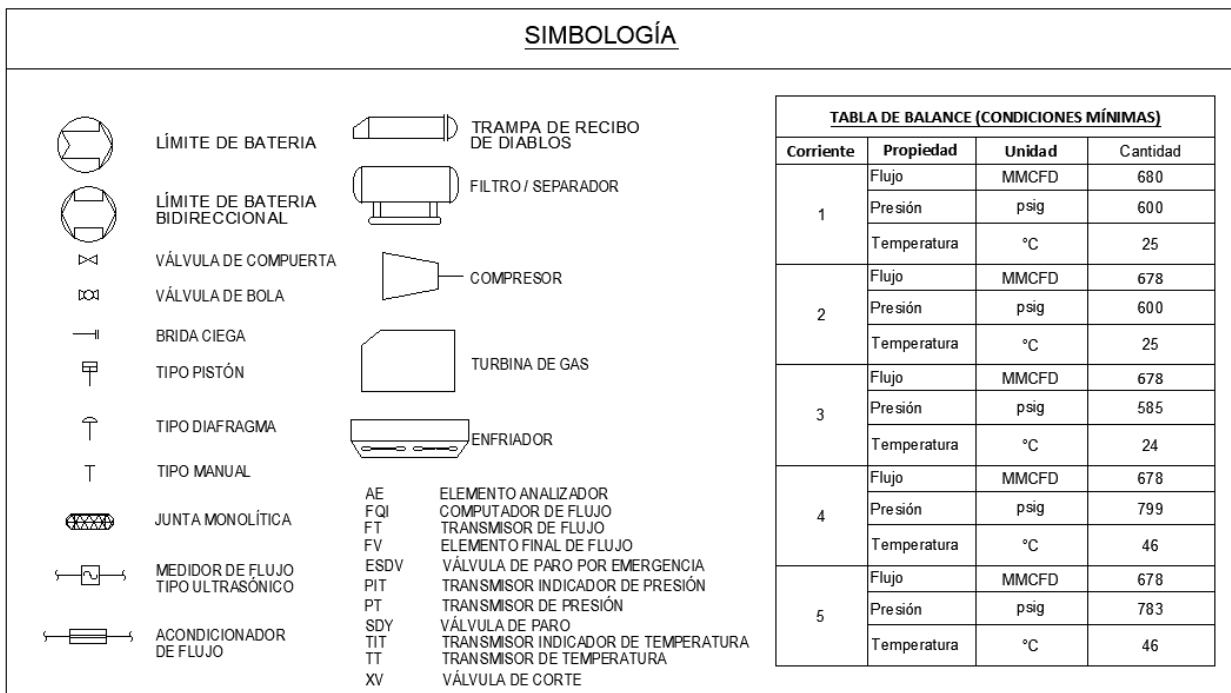 SIMBOLOGÍA
LÍMITE DE BATERIA
LÍMITE DE BATERIA
BIDIRECCIONAL
VÁLVULA DE COMPUERTA
VÁLVULA DE BOLA
BRIDA CIEGA
TIPO PISTÓN
TIPO DIAFRAGMA
TIPO MANUAL
JUNTA MONOLÍTICA
MEDIDOR DE FLUJO
TIPO ULTRASÓNICO
ACONDICIONADOR
DE FLUJO
TRAMPA DE RECIBO
DE DIABLOS
FILTRO / SEPARADOR
COMPRESOR
TURBINA DE GAS
ENFRIADOR
AE ELEMENTO ANALIZADOR
FQI COMPUTADOR DE FLUJO
FT TRANSMISOR DE FLUJO
FV ELEMENTO FINAL DE FLUJO
ESDV VÁLVULA DE PARO POR EMERGENCIA
PIT TRANSMISOR INDICADOR DE PRESIÓN
PT TRANSMISOR DE PRESIÓN
SDY VÁLVULA DE PARO
TIT TRANSMISOR INDICADOR DE TEMPERATURA
TT TRANSMISOR DE TEMPERATURA
XV VÁLVULA DE CORTE
TABLA DE BALANCE (CONDICIONES MÍNIMAS)
Corriente Propiedad Unidad Cantidad
1
Flujo MMCFD 680
Presión psig 600
Temperatura °C 25
2
Flujo MMCFD 678
Presión psig 600
Temperatura °C 25
3
Flujo MMCFD 678
Presión psig 585
Temperatura °C 24
4
Flujo MMCFD 678
Presión psig 799
Temperatura °C 46
5
Flujo MMCFD 678
Presión psig 783
Temperatura °C 46